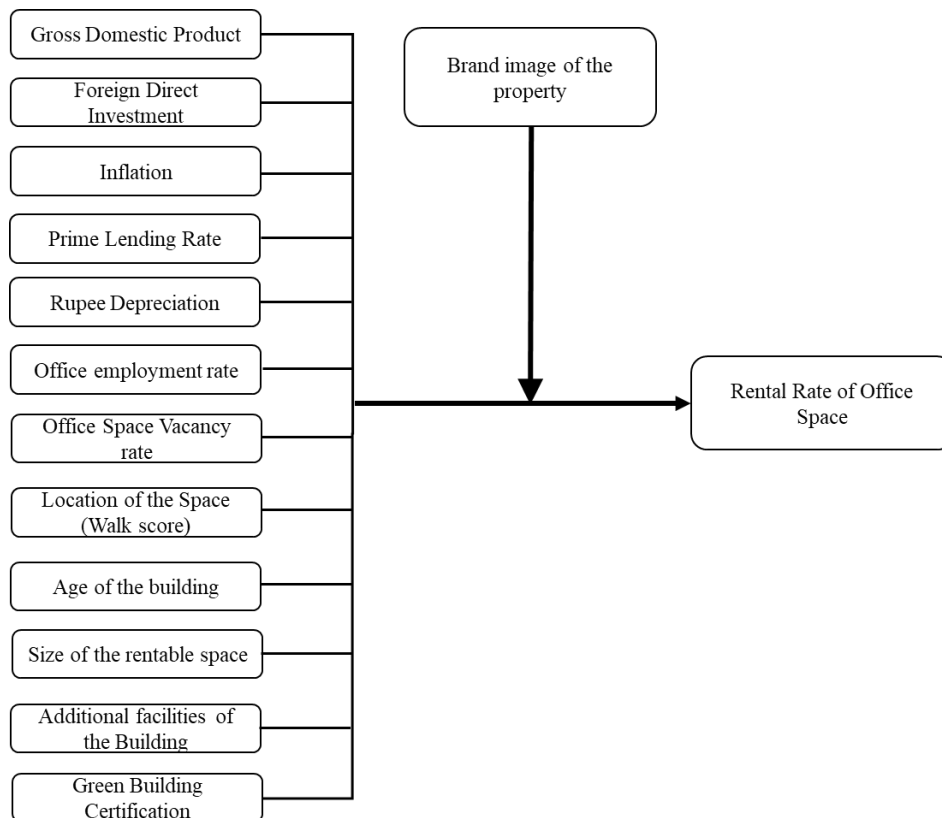 Gross Domestic Product
Foreign Direct
Investment
Inflation
Prime Lending Rate
Rupee Depreciation
Office employment rate
Office Space Vacancy
rate
Location of the Space
(Walk score)
Age of the building
Size of the rentable space
Additional facilities of
the Building
Green Building
Certification
Brand image of the
property
Rental Rate of Office
Space